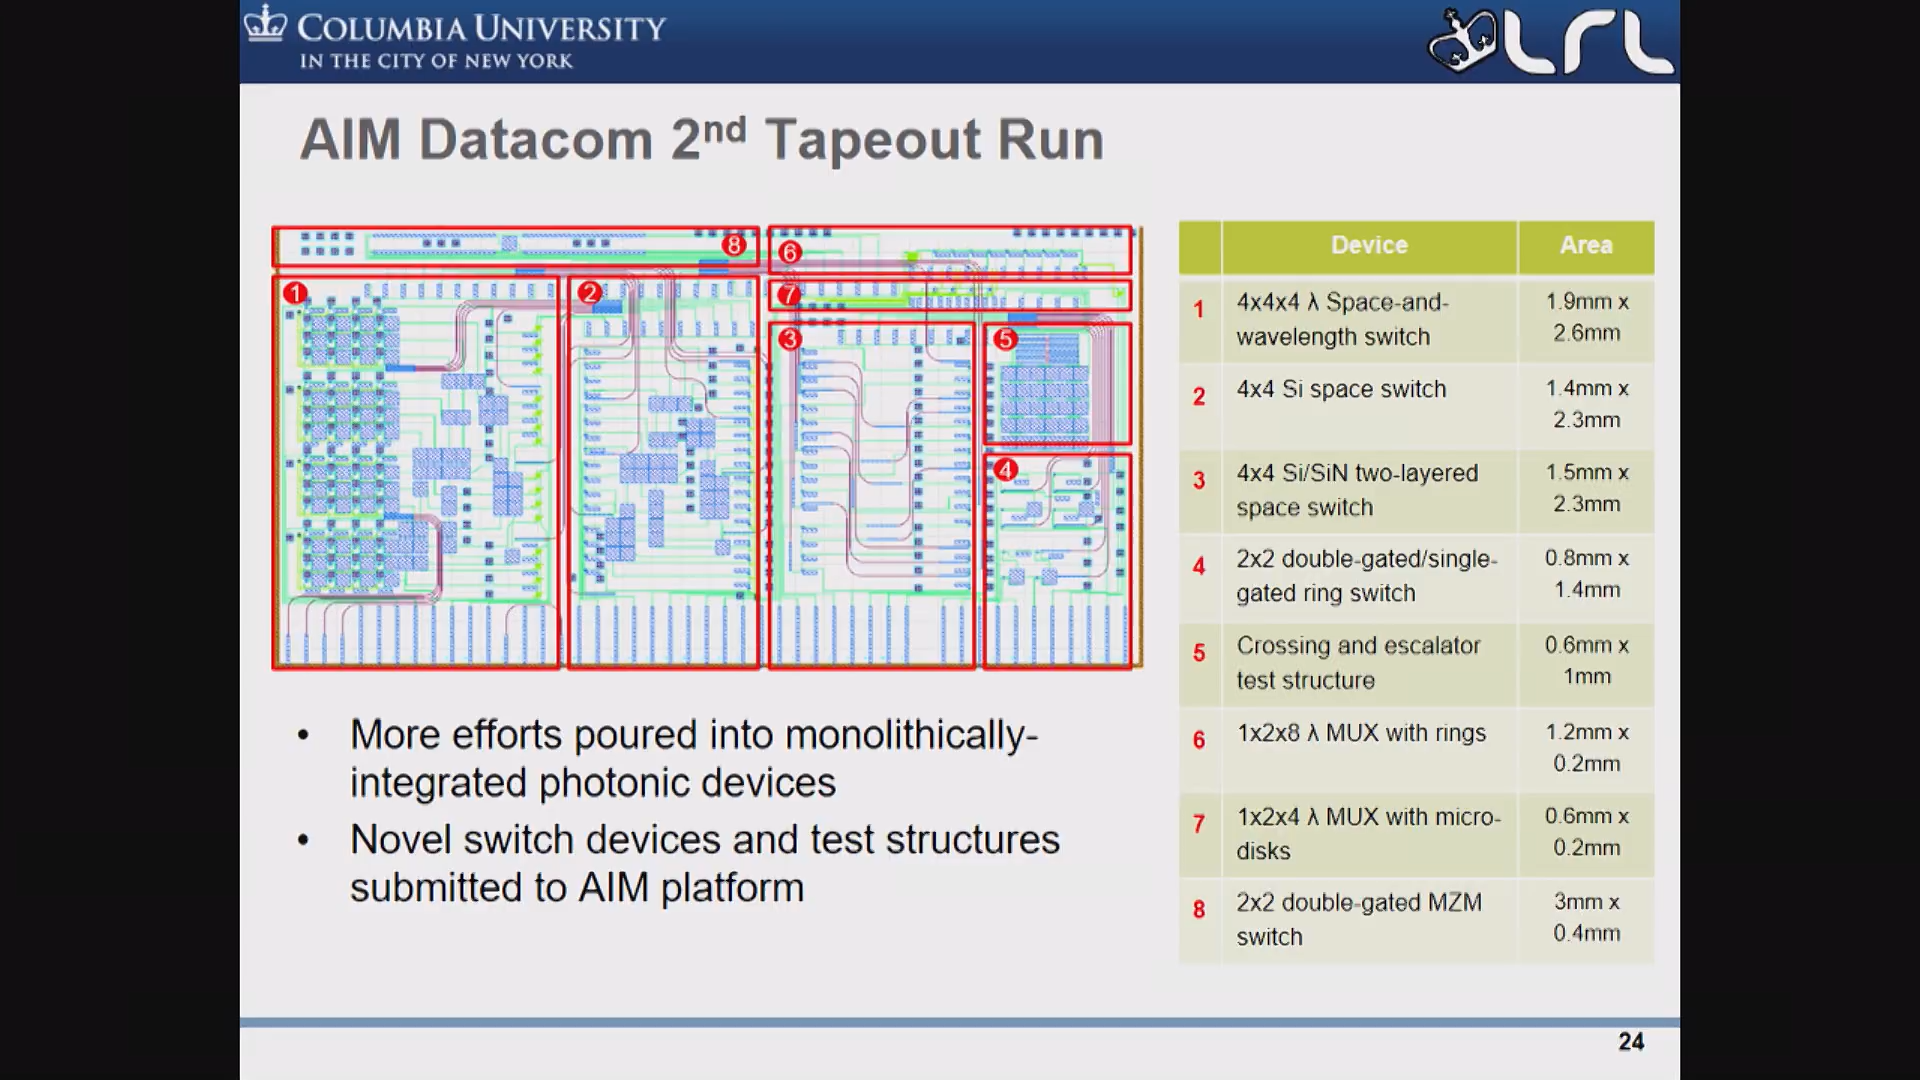 COLUMBIA UNIVERSITY
IN THE CITY OF NEW YORK
LRL
AIM Datacom 2nd Tapeout Run
8
6
1
2
7
3
5
4
Device Area
1 4x4x4 λ Space-and-
wavelength switch
1.9mm x
2.6mm
2 4x4 Si space switch
1.4mm x
2.3mm
3 4x4 Si/SiN two-layered
space switch
1.5mm x
2.3mm
4 2x2 double-gated/single-
gated ring switch
0.8mm x
1.4mm
5 Crossing and escalator
test structure
0.6mm x
1mm
6 1x2x8 λ MUX with rings
1.2mm x
0.2mm
7 1x2x4 λ MUX with micro-
disks
0.6mm x
0.2mm
8 2x2 double-gated MZM
switch
3mm x
0.4mm
• More efforts poured into monolithically-
integrated photonic devices
• Novel switch devices and test structures
submitted to AIM platform
24